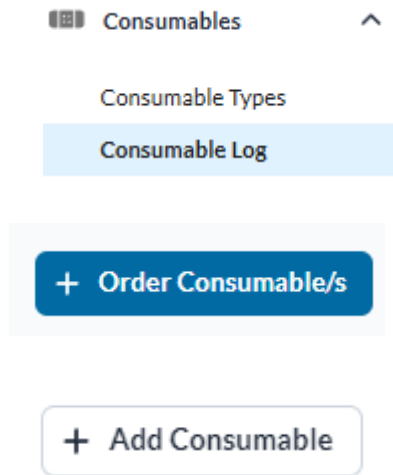 Consumables
Consumable Types
Consumable Log
+ Order Consumable/s
+ Add Consumable